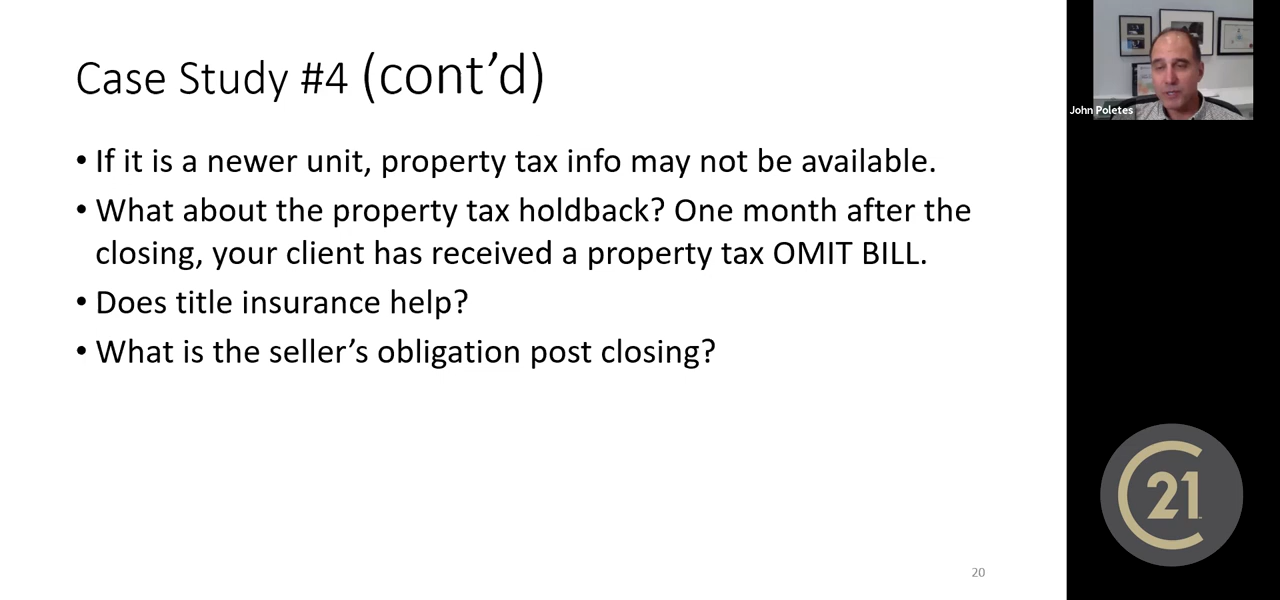 Case Study #4 (cont’d)
• If it is a newer unit, property tax info may not be available.
• What about the property tax holdback? One month after the
closing, your client has received a property tax OMIT BILL.
• Does title insurance help?
• What is the seller’s obligation post closing?
20
John Poletes
C21